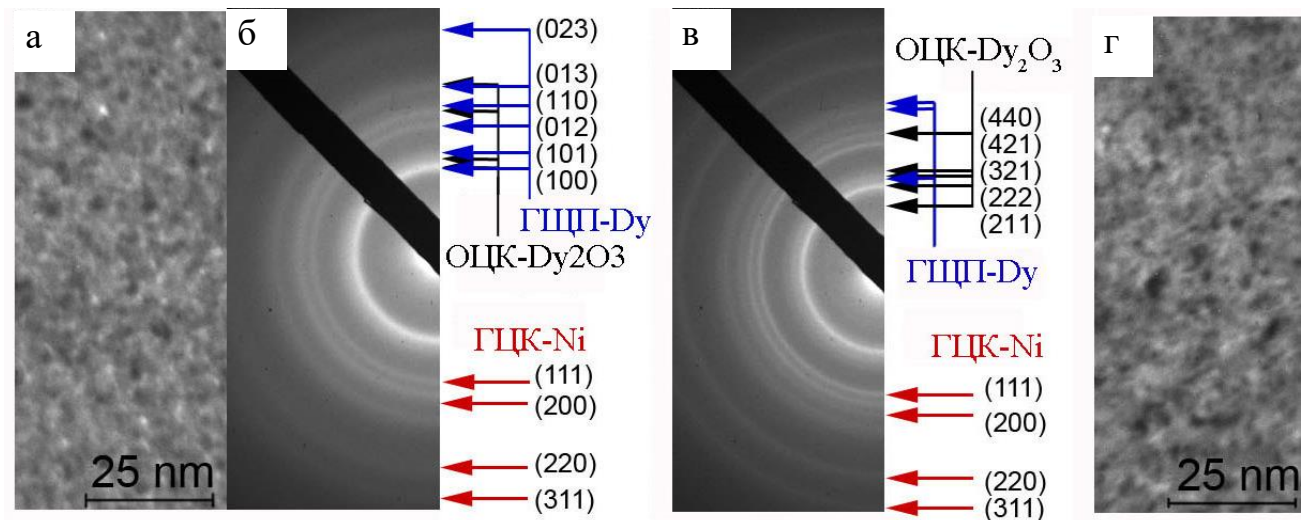 а
25 nm
б
(023)
(013)
(110)
(012)
(101)
(100)
ГЩП-Dy
ОЦК-Dy2O3
ГЦК-Ni
(111)
(200)
(220)
(311)
в
ОЦК-Dy₂O₃
(440)
(421)
(321)
(222)
(211)
ГЩП-Dy
ГЦК-Ni
(111)
(200)
(220)
(311)
г
25 nm